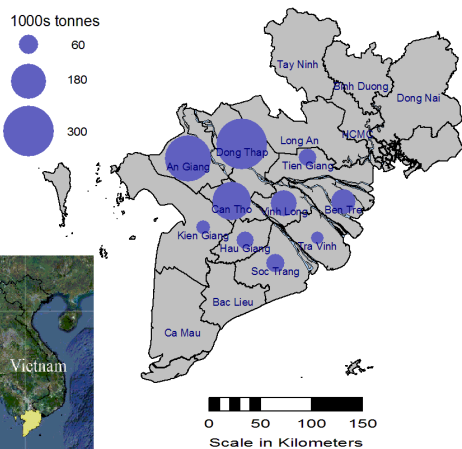 1000s tonnes
60
180
300
Tay Ninh
Binh Duong
Dong Nai
HCMC
Long An
Dong Thap
Tien Giang
An Giang
Can Tho
Vinh Long
Ben Tre
Kien Giang
Hau Giang
Tra Vinh
Soc Trang
Bac Lieu
Ca Mau
Vietnam
0 50 100 150
Scale in Kilometers